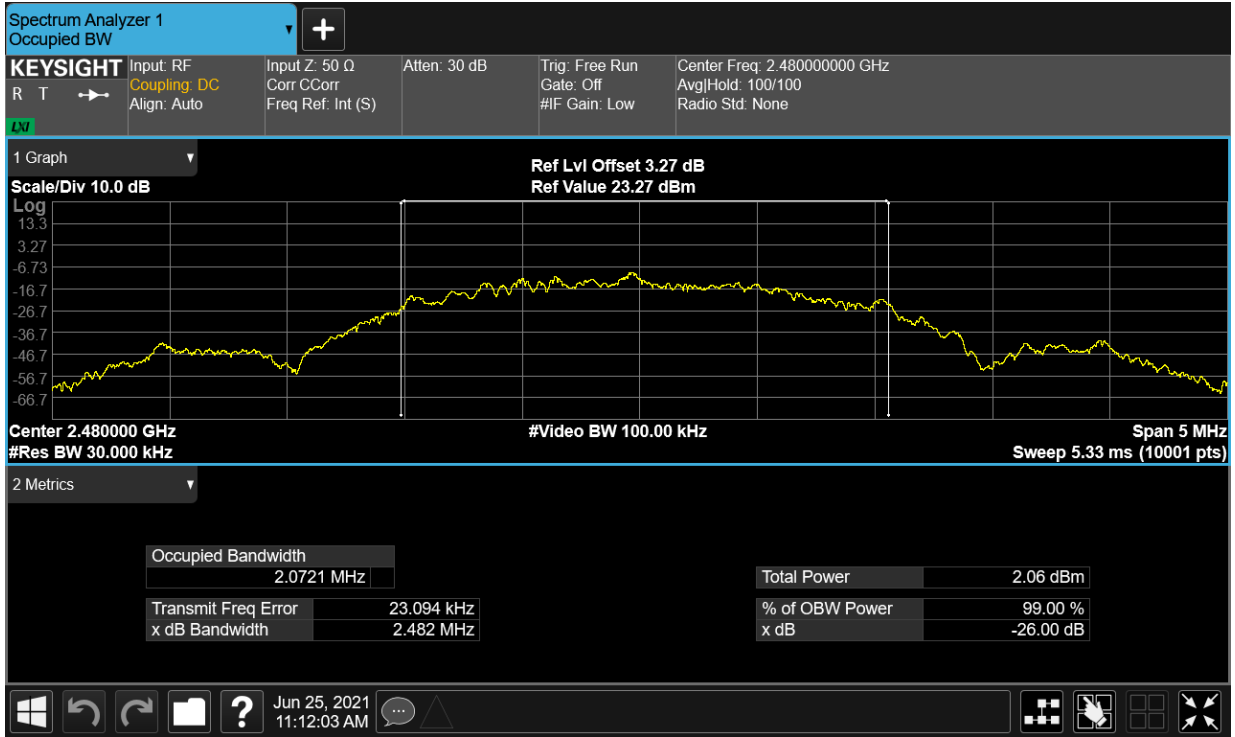 Spectrum Analyzer 1
Occupied BW
KEYSIGHT
R T
LXI
Input: RF
Coupling: DC
Align: Auto
Input Z: 50 Ω
Corr CCorr
Freq Ref: Int (S)
Atten: 30 dB
Trig: Free Run
Gate: Off
#IF Gain: Low
Center Freq: 2.480000000 GHz
Avg|Hold: 100/100
Radio Std: None
1 Graph
Scale/Div 10.0 dB
Ref Lvl Offset 3.27 dB
Ref Value 23.27 dBm
Log
13.3
3.27
-6.73
-16.7
-26.7
-36.7
-46.7
-56.7
-66.7
Center 2.480000 GHz
#Res BW 30.000 kHz
#Video BW 100.00 kHz
Span 5 MHz
Sweep 5.33 ms (10001 pts)
2 Metrics
Occupied Bandwidth
2.0721 MHz
Transmit Freq Error 23.094 kHz
x dB Bandwidth 2.482 MHz
Total Power 2.06 dBm
% of OBW Power 99.00 %
x dB -26.00 dB
?
Jun 25, 2021
11:12:03 AM